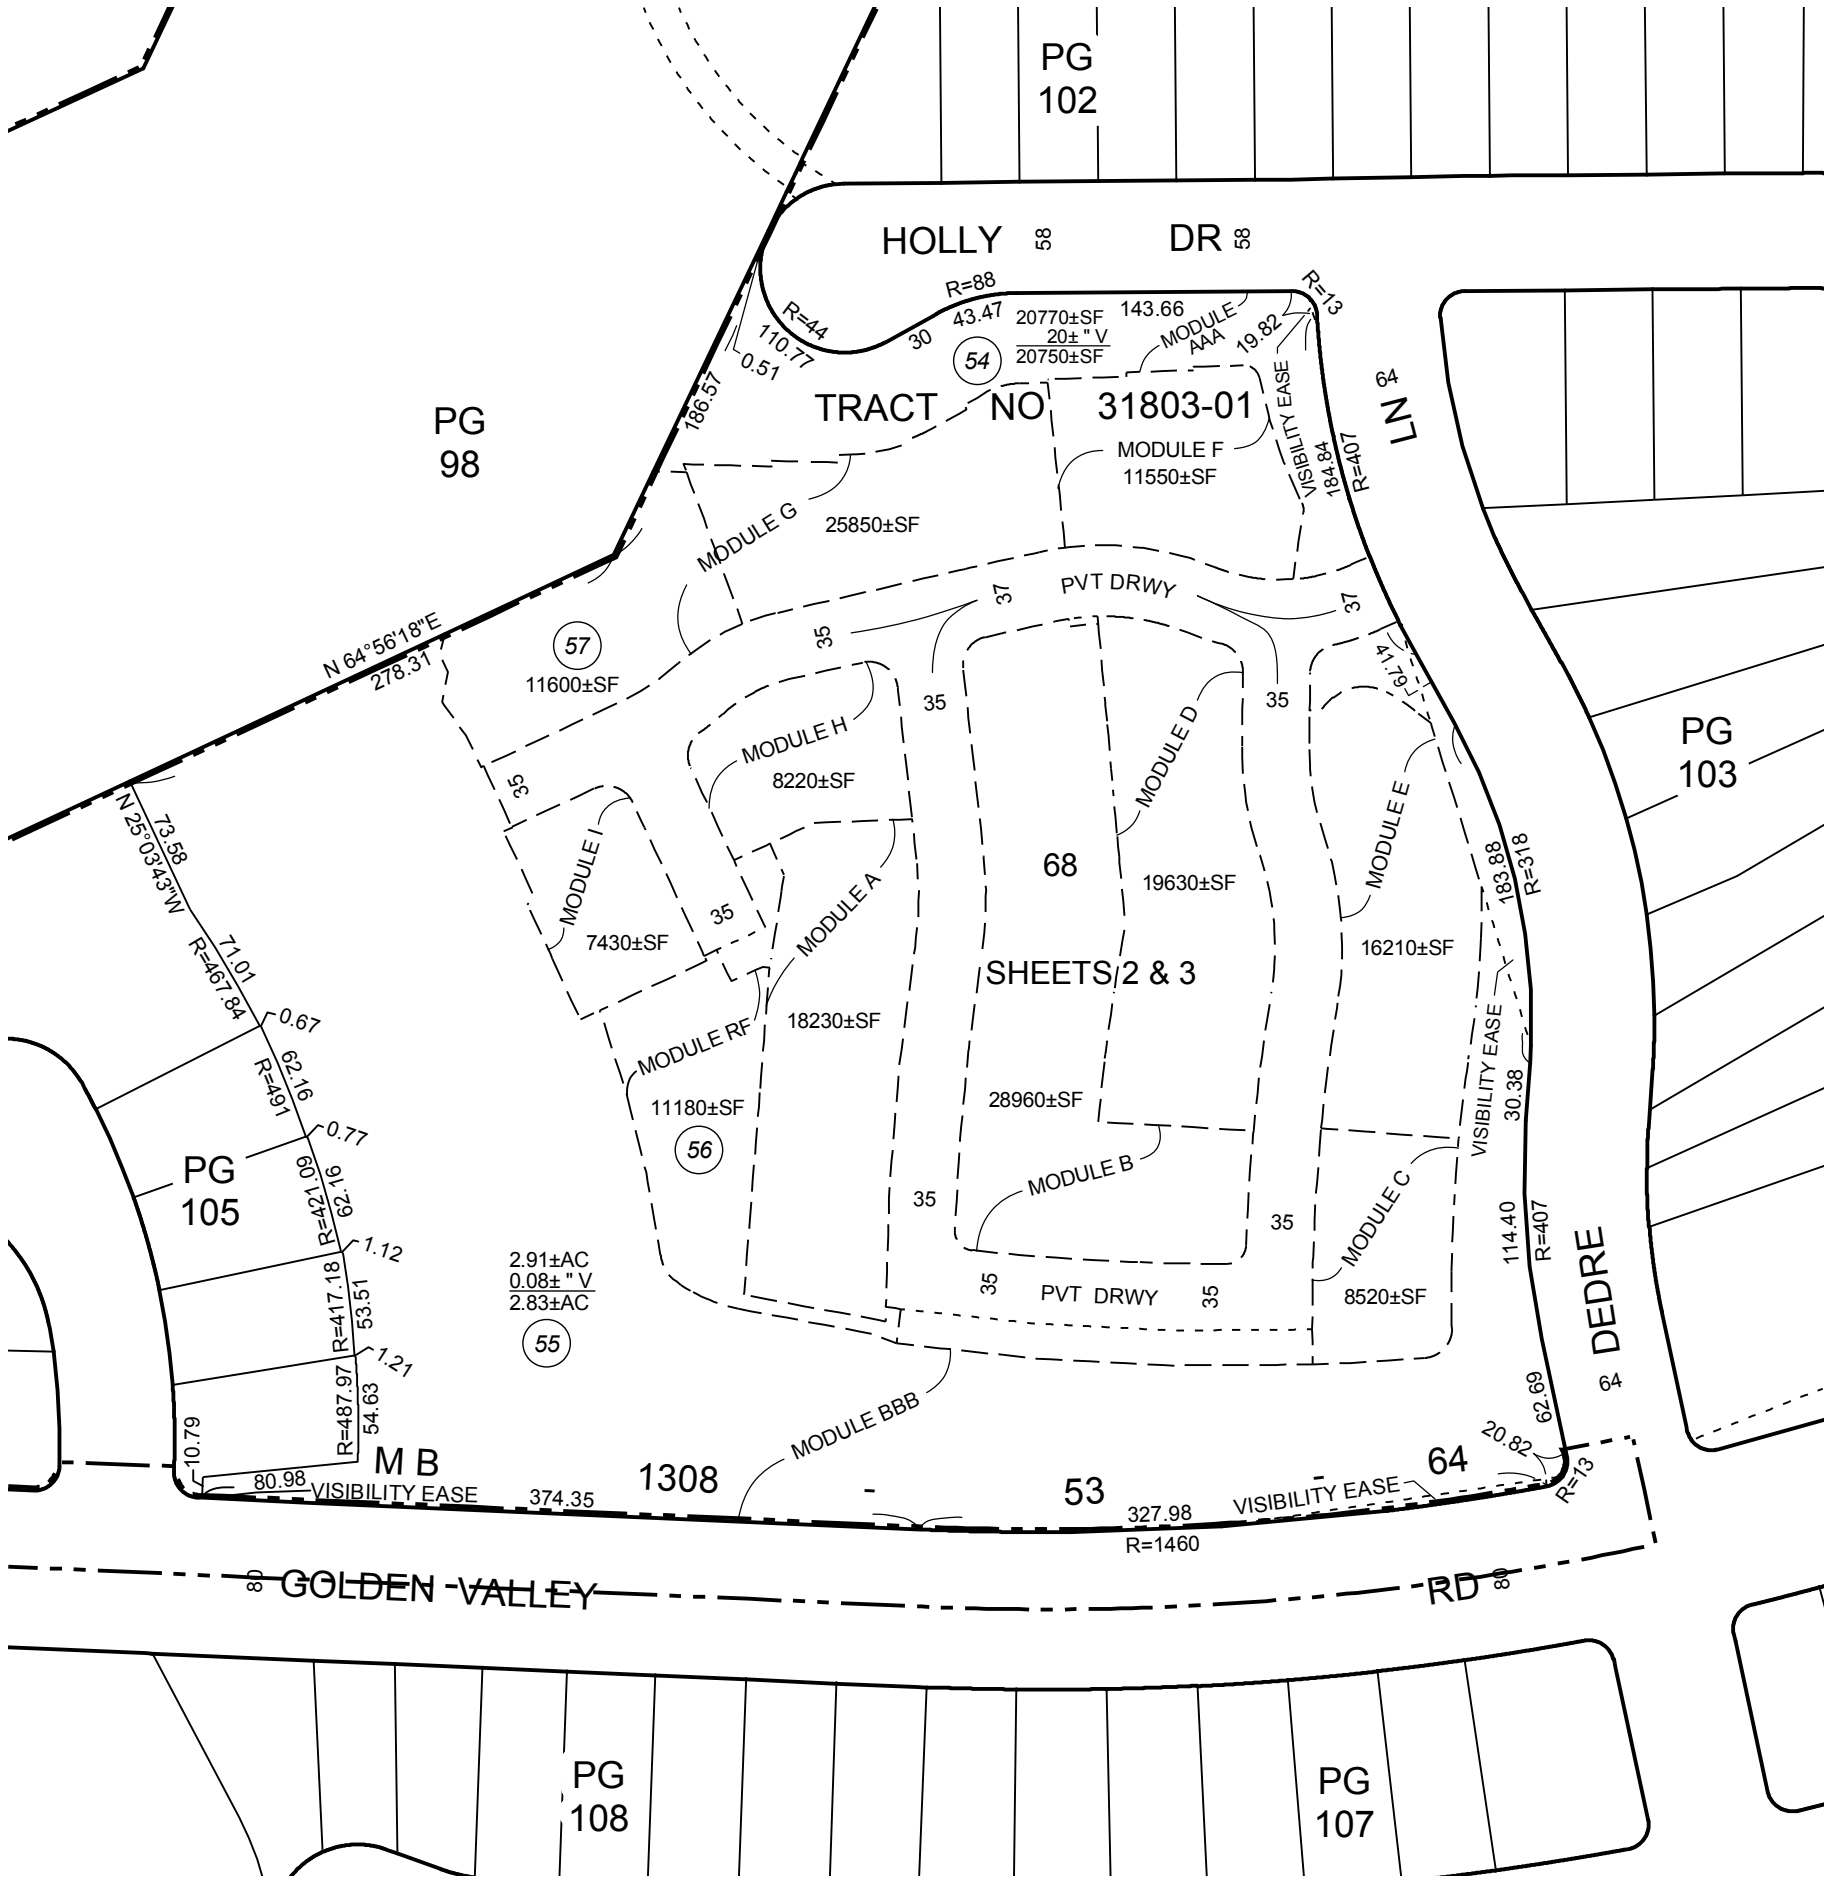 PG
102
HOLLY
58
DR
58
R=88
R=13
R=44
43.47
143.66
20770±SF
20±" V
20750±SF
MODULE
AAA
19.82
30
110.77
0.51
54
186.57
64
LN
TRACT NO 31803-01
VISIBILITY EASE
PG
98
MODULE F
11550±SF
184.84
R=407
MODULE G
25850±SF
PVT DRWY
37
37
35
N 64°56'18"E
278.31
57
11600±SF
41.79
35
35
MODULE H
8220±SF
MODULE D
PG
103
35
N 25°03'43"W
73.58
MODULE I
MODULE E
183.88
R=318
68
19630±SF
MODULE A
35
7430±SF
16210±SF
71.01
R=467.84
SHEETS 2 & 3
0.67
18230±SF
MODULE RF
VISIBILITY EASE
62.16
R=491
30.38
11180±SF
28960±SF
0.77
56
PG
105
MODULE B
62.16
R=421.09
35
35
MODULE C
114.40
R=407
1.12
DEDRE
2.91±AC
0.08± " V
2.83±AC
35
PVT DRWY
35
8520±SF
R=417.18
53.51
55
1.21
64
R=487.97
54.63
62.69
MODULE BBB
20.82
10.79
M B 1308 - 53 - 64
80.98
VISIBILITY EASE
374.35
327.98
VISIBILITY EASE
R=13
R=1460
80
GOLDEN VALLEY
RD
80
PG
108
PG
107